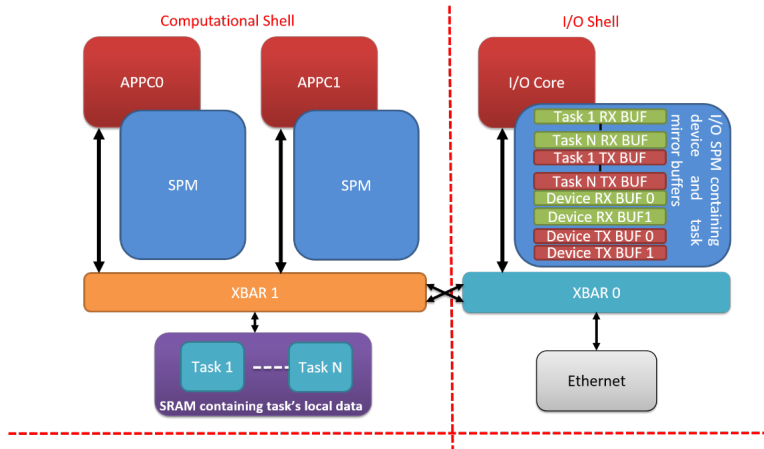 Computational Shell
I/O Shell
APPC0
APPC1
I/O Core
SPM
SPM
Task 1 RX BUF
Task N RX BUF
Task 1 TX BUF
Task N TX BUF
Device RX BUF 0
Device RX BUF1
Device TX BUF 0
Device TX BUF 1
I/O SPM containing
device and task
mirror buffers
XBAR 1
XBAR 0
Task 1
Task N
SRAM containing task's local data
Ethernet